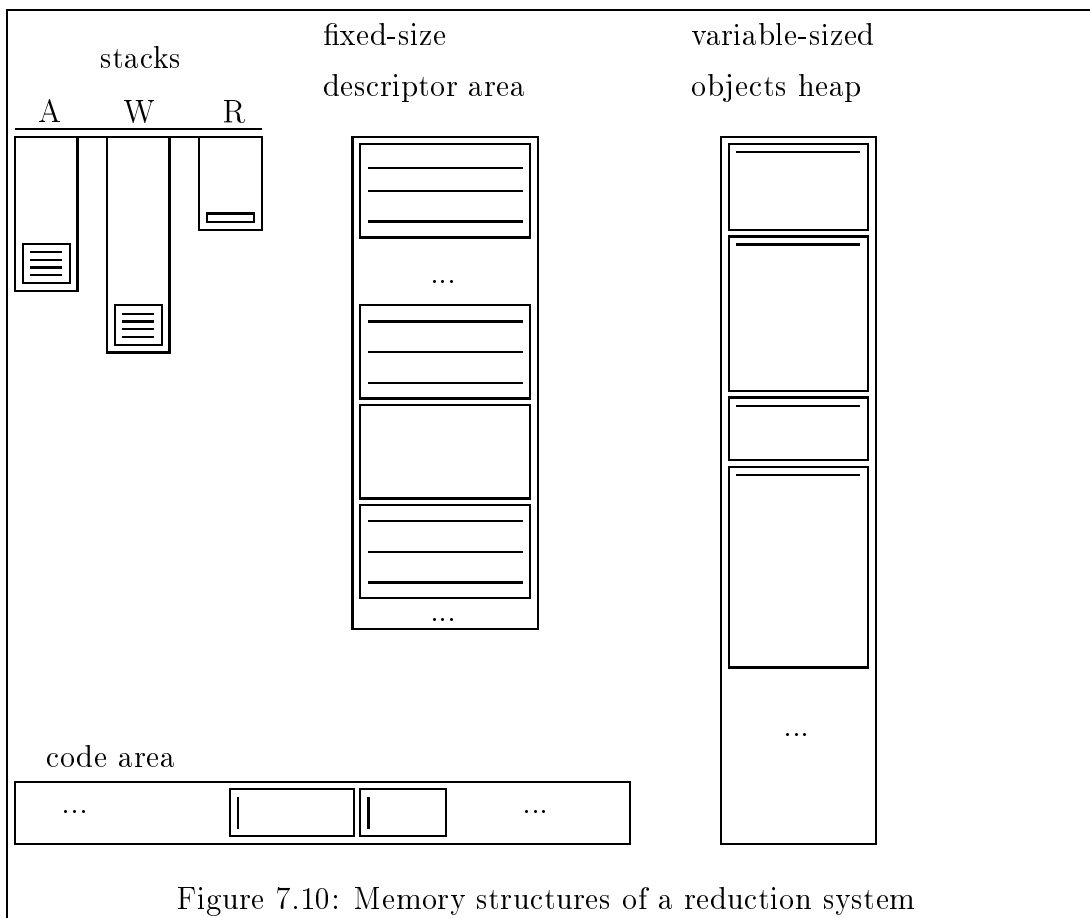 stacks
A W R
fixed-size
descriptor area
variable-sized
objects heap
...
...
...
code area
... ...
Figure 7.10: Memory structures of a reduction system